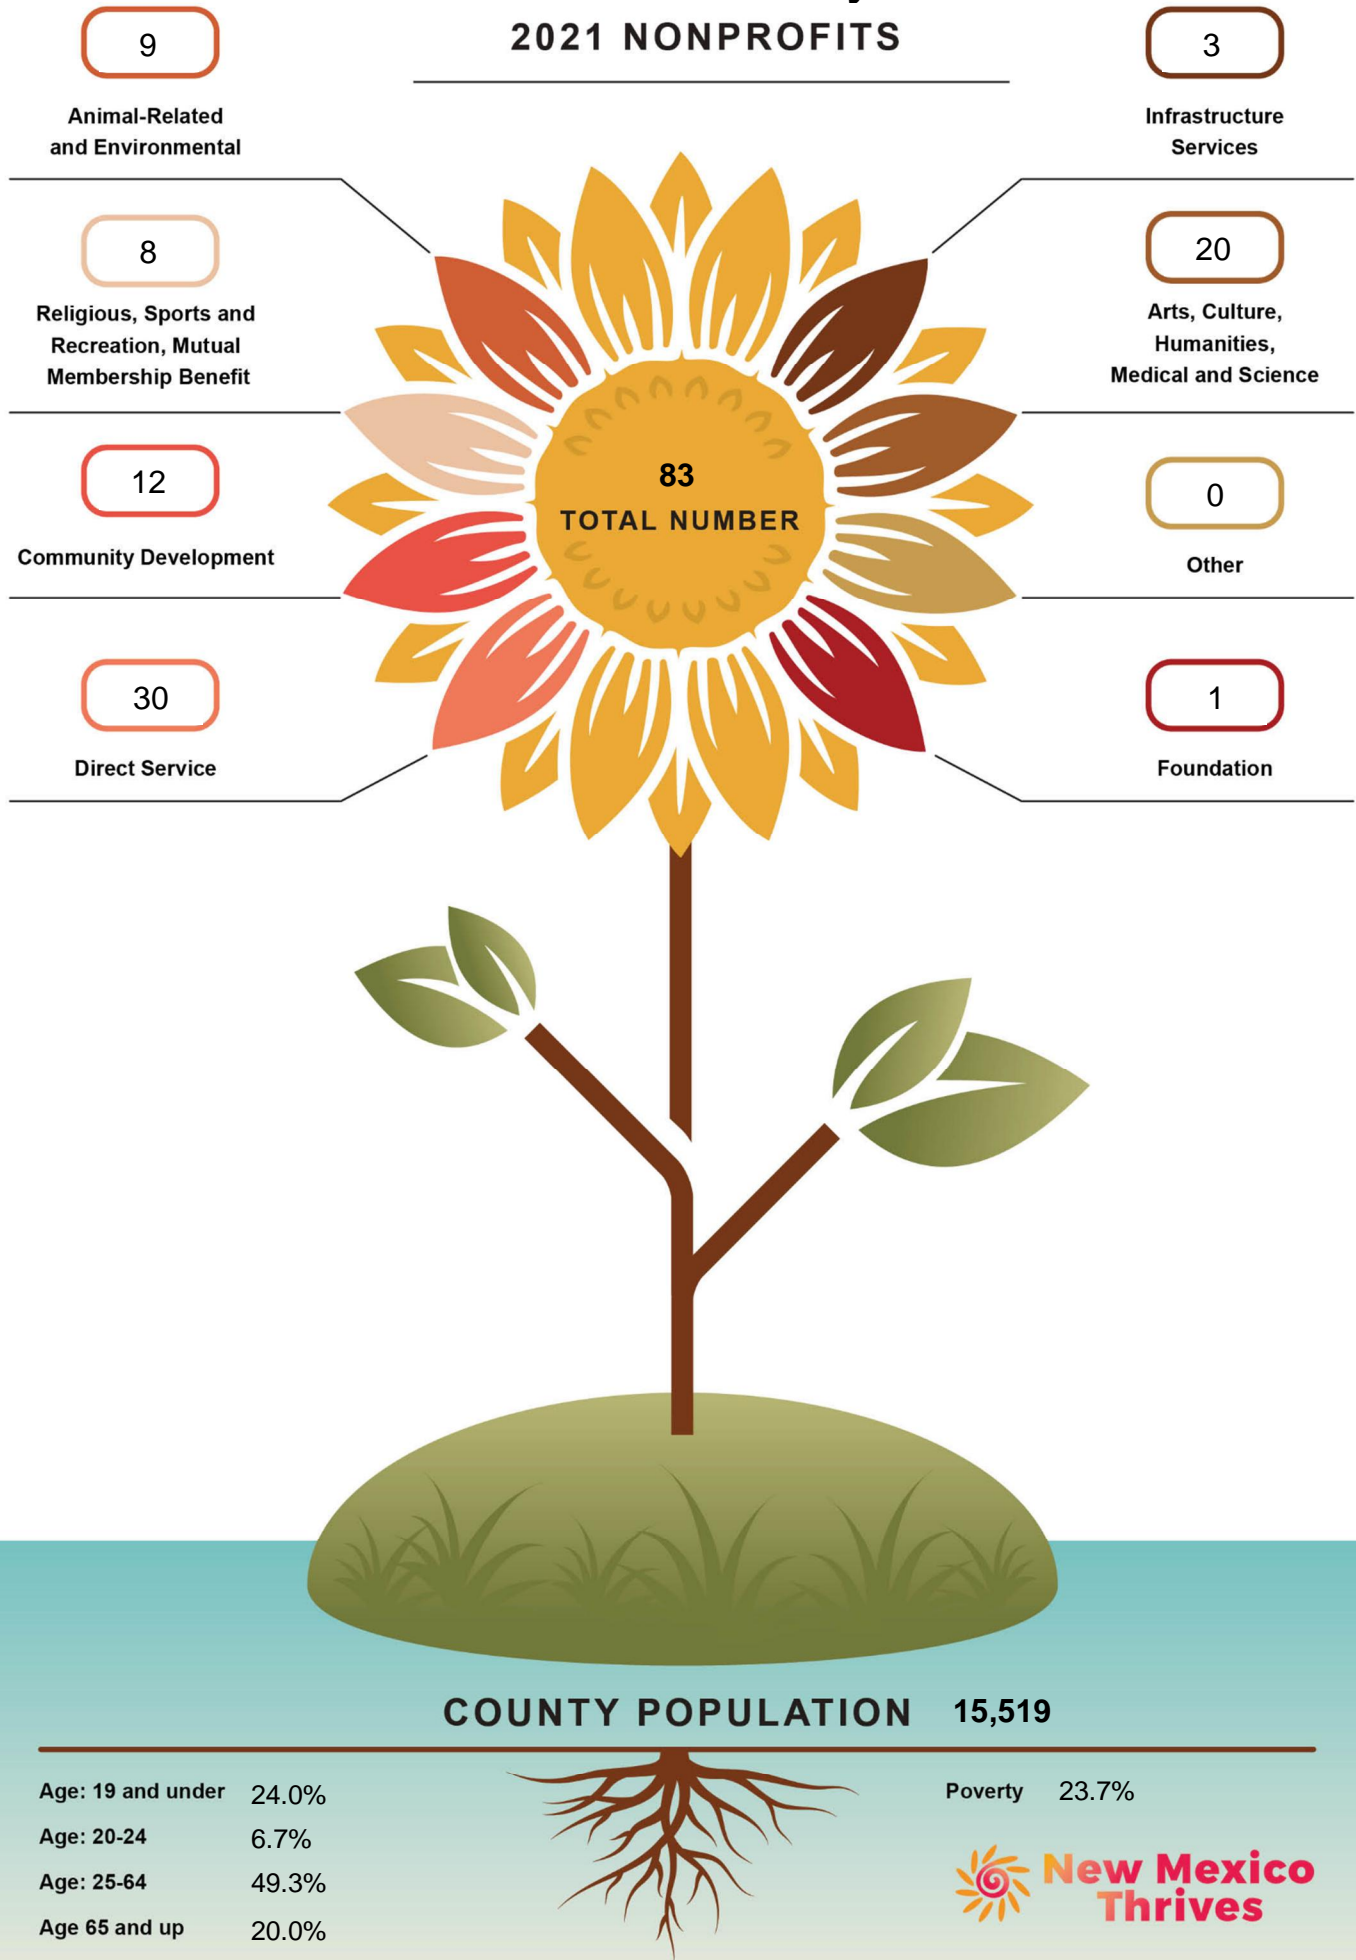 2021 NONPROFITS
9
Animal-Related
and Environmental
8
Religious, Sports and
Recreation, Mutual
Membership Benefit
12
Community Development
30
Direct Service
3
Infrastructure
Services
20
Arts, Culture,
Humanities,
Medical and Science
0
Other
1
Foundation
83
TOTAL NUMBER
COUNTY POPULATION 15,519
Age: 19 and under 24.0%
Age: 20-24 6.7%
Age: 25-64 49.3%
Age 65 and up 20.0%
Poverty 23.7%
New Mexico
Thrives